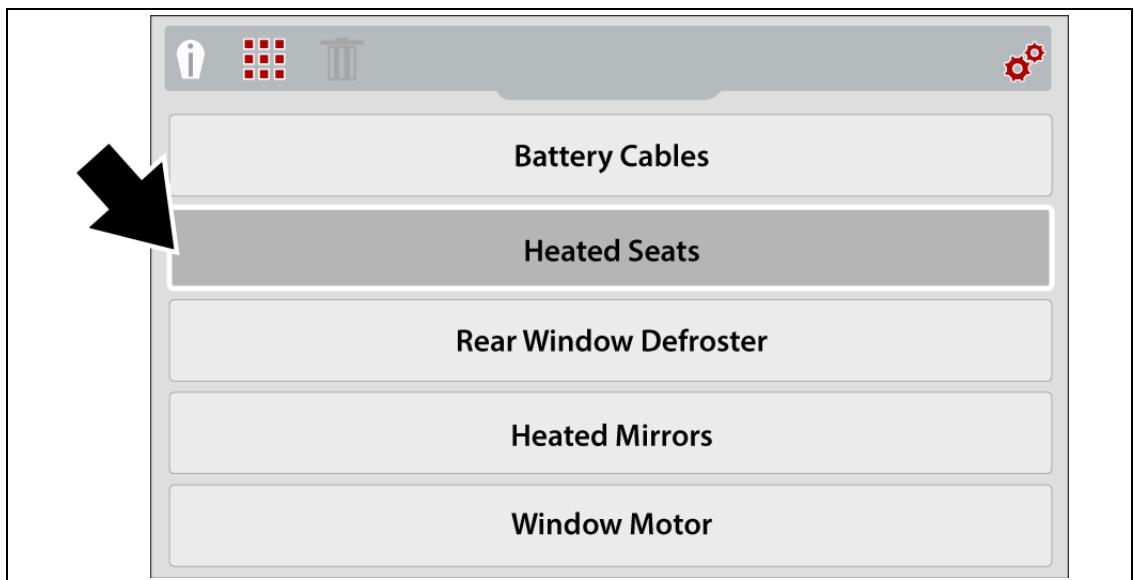 Battery Cables
Heated Seats
Rear Window Defroster
Heated Mirrors
Window Motor